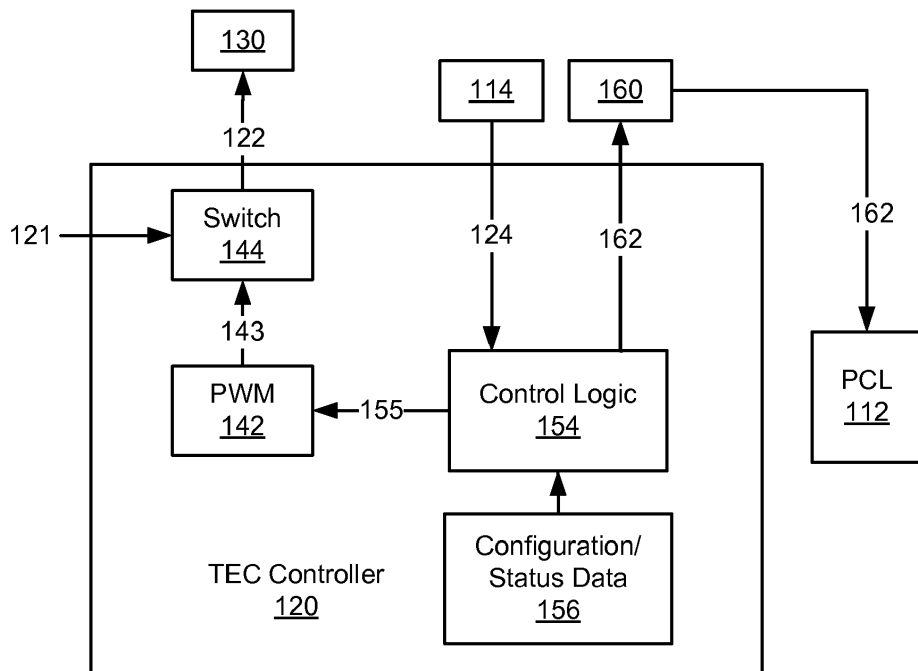 130
114
160
122
162
121
Switch
144
124
162
143
PWM
142
155
Control Logic
154
PCL
112
Configuration/
Status Data
156
TEC Controller
120